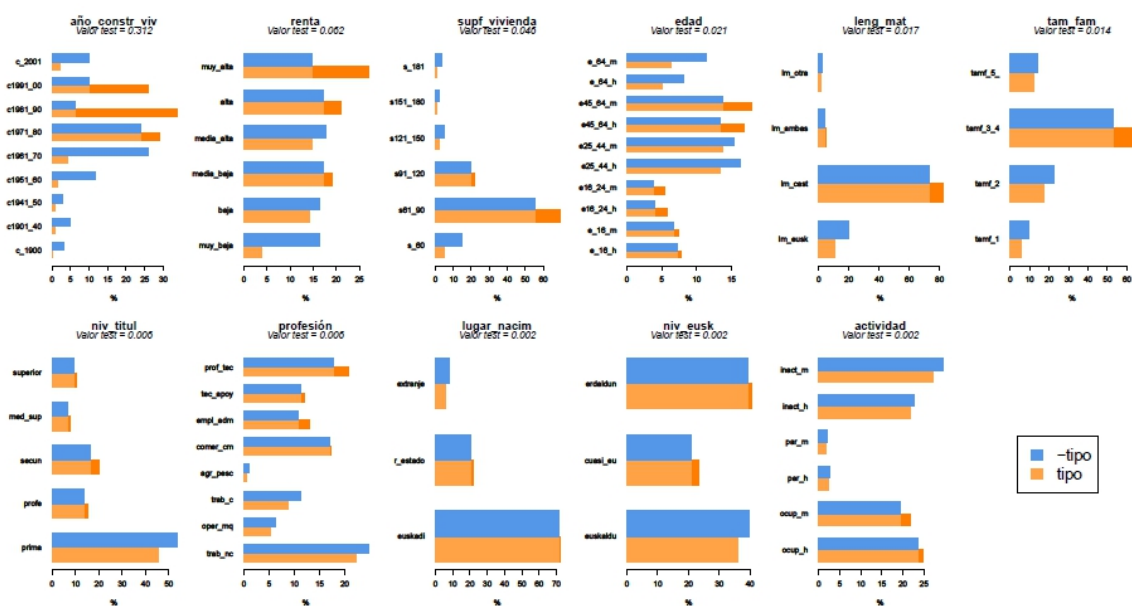 año_constr_viv
Valor test = 0.312
c_2001
c1991_00
c1981_90
c1971_80
c1961_70
c1951_60
c1941_50
c1901_40
c_1900
0 5 10 15 20 25 30
%
renta
Valor test = 0.062
muy_alta
alta
media_alta
media_baja
baja
muy_baja
0 5 10 15 20 25
%
supf_vivienda
Valor test = 0.046
s_181
s151_180
s121_150
s91_120
s61_90
s_60
0 10 20 30 40 50 60
%
edad
Valor test = 0.021
e_64_m
e_64_h
e45_64_m
e45_64_h
e25_44_m
e25_44_h
e16_24_m
e16_24_h
e_16_m
e_16_h
0 5 10 15
%
leng_mat
Valor test = 0.017
lm_otra
lm_ambas
lm_cast
lm_eusk
0 20 40 60 80
%
tam_fam
Valor test = 0.014
tamf_5_
tamf_3_4
tamf_2
tamf_1
0 10 20 30 40 50 60
%
niv_titul
Valor test = 0.006
superior
med_sup
secun
profe
prima
0 10 20 30 40 50
%
profesión
Valor test = 0.006
prof_tec
tec_apoy
empl_adm
comer_cm
agr_pesc
trab_c
oper_mq
trab_nc
0 5 10 15 20
%
lugar_nacim
Valor test = 0.002
extranje
r_estado
euskadi
0 10 20 30 40 50 60 70
%
niv_eusk
Valor test = 0.002
erdaldun
cuasi_eu
euskaldu
0 10 20 30 40
%
actividad
Valor test = 0.002
inact_m
inact_h
par_m
par_h
ocup_m
ocup_h
0 5 10 15 20 25
%
−tipo
tipo